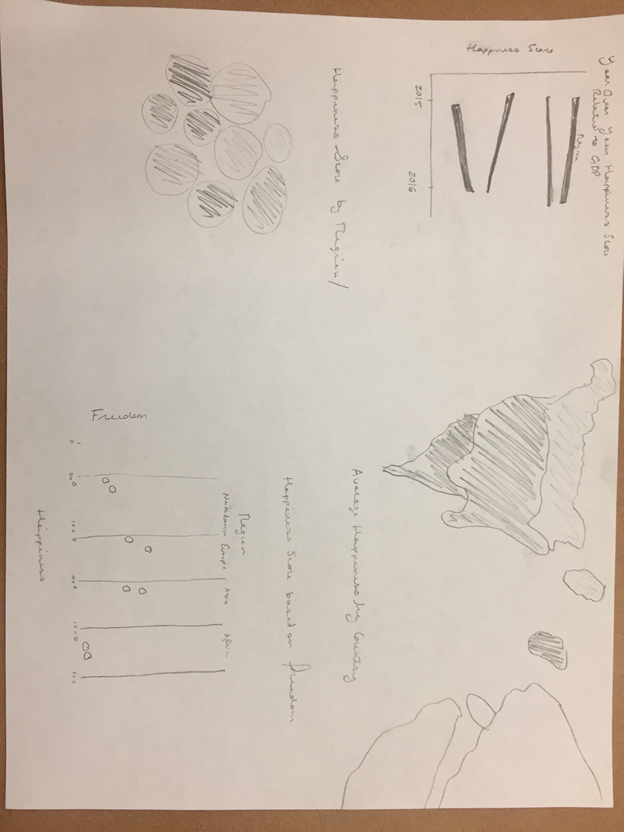 Year Over Year Happiness Score
Related to GDP
Region
Happiness Score
2015
2016
Average Happiness by Country
Happiness Score by Region/
Happiness Score based on freedom
Region
Europe
Asia
Africa
Freedom
Happiness